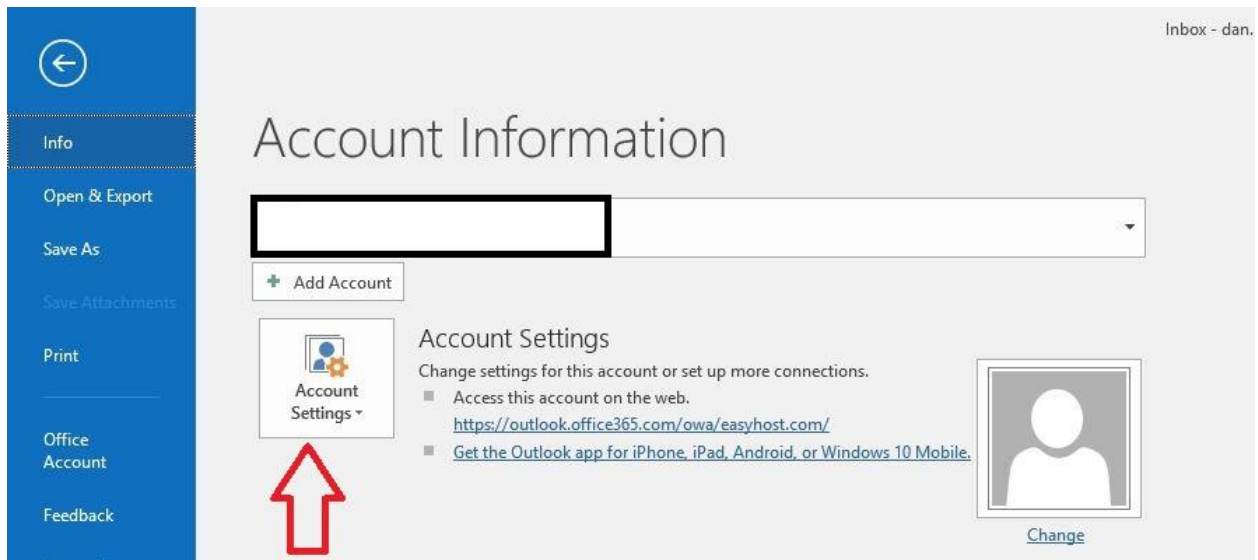 Inbox - dan.
Info
Open & Export
Save As
Save Attachments
Print
Office
Account
Feedback
Account Information
Add Account
Account
Settings
Account Settings
Change settings for this account or set up more connections.
Access this account on the web.
https://outlook.office365.com/owa/easyhost.com/
Get the Outlook app for iPhone, iPad, Android, or Windows 10 Mobile.
Change